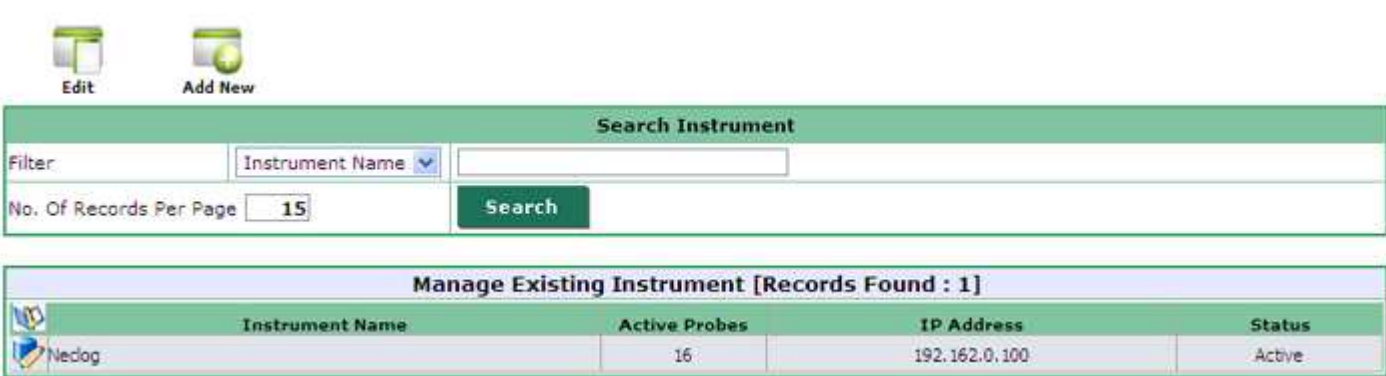 Edit Add New
Search Instrument
Filter Instrument Name
No. Of Records Per Page 15 Search
Manage Existing Instrument [Records Found : 1]
Instrument Name Active Probes IP Address Status
Neclog 16 192.162.0.100 Active